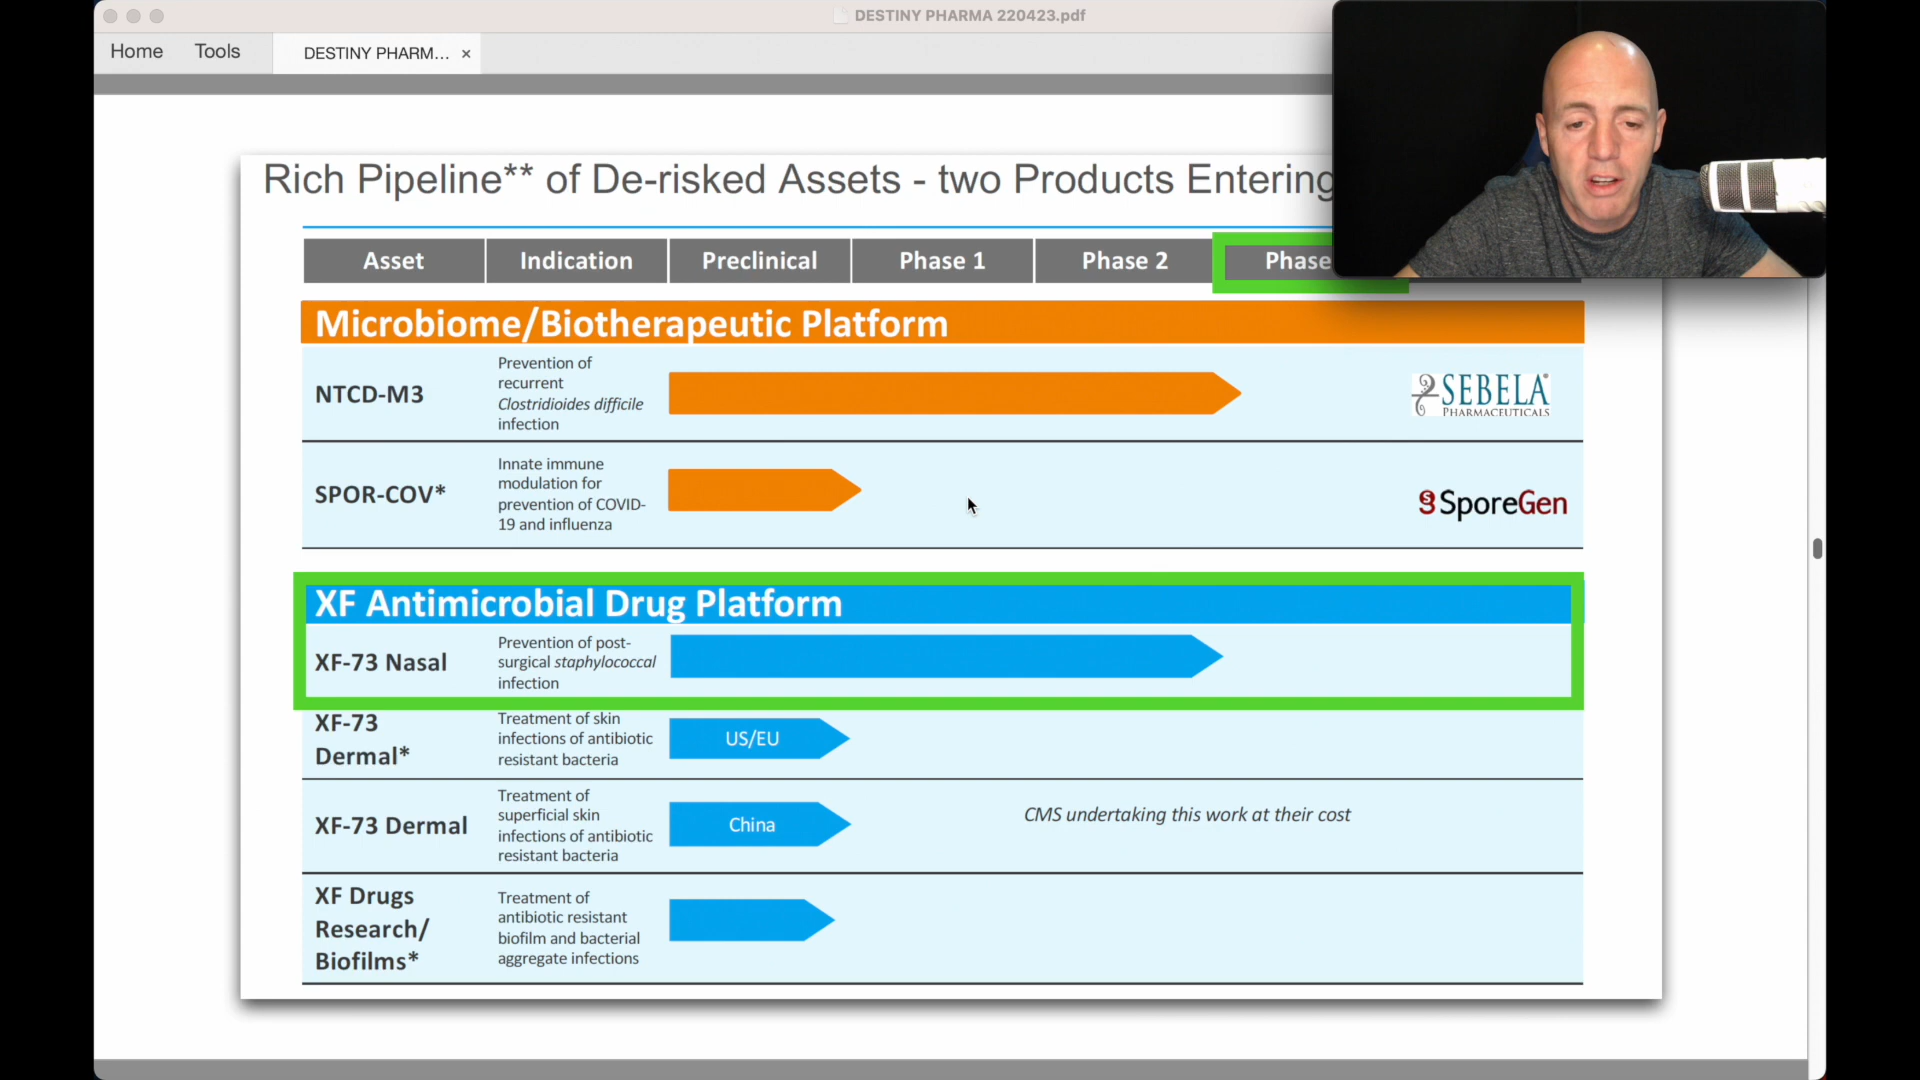 DESTINY PHARMA 220423.pdf
Home
Tools
DESTINY PHARM...
Rich Pipeline** of De-risked Assets - two Products Entering
Asset
Indication
Preclinical
Phase 1
Phase 2
Phase
Microbiome/Biotherapeutic Platform
NTCD-M3
Prevention of
recurrent
Clostridioides difficile
infection
SEBELA
PHARMACEUTICALS
SPOR-COV*
Innate immune
modulation for
prevention of COVID-
19 and influenza
SporeGen
XF Antimicrobial Drug Platform
XF-73 Nasal
Prevention of post-
surgical staphylococcal
infection
XF-73
Dermal*
Treatment of skin
infections of antibiotic
resistant bacteria
US/EU
XF-73 Dermal
Treatment of
superficial skin
infections of antibiotic
resistant bacteria
China
CMS undertaking this work at their cost
XF Drugs
Research/
Biofilms*
Treatment of
antibiotic resistant
biofilm and bacterial
aggregate infections